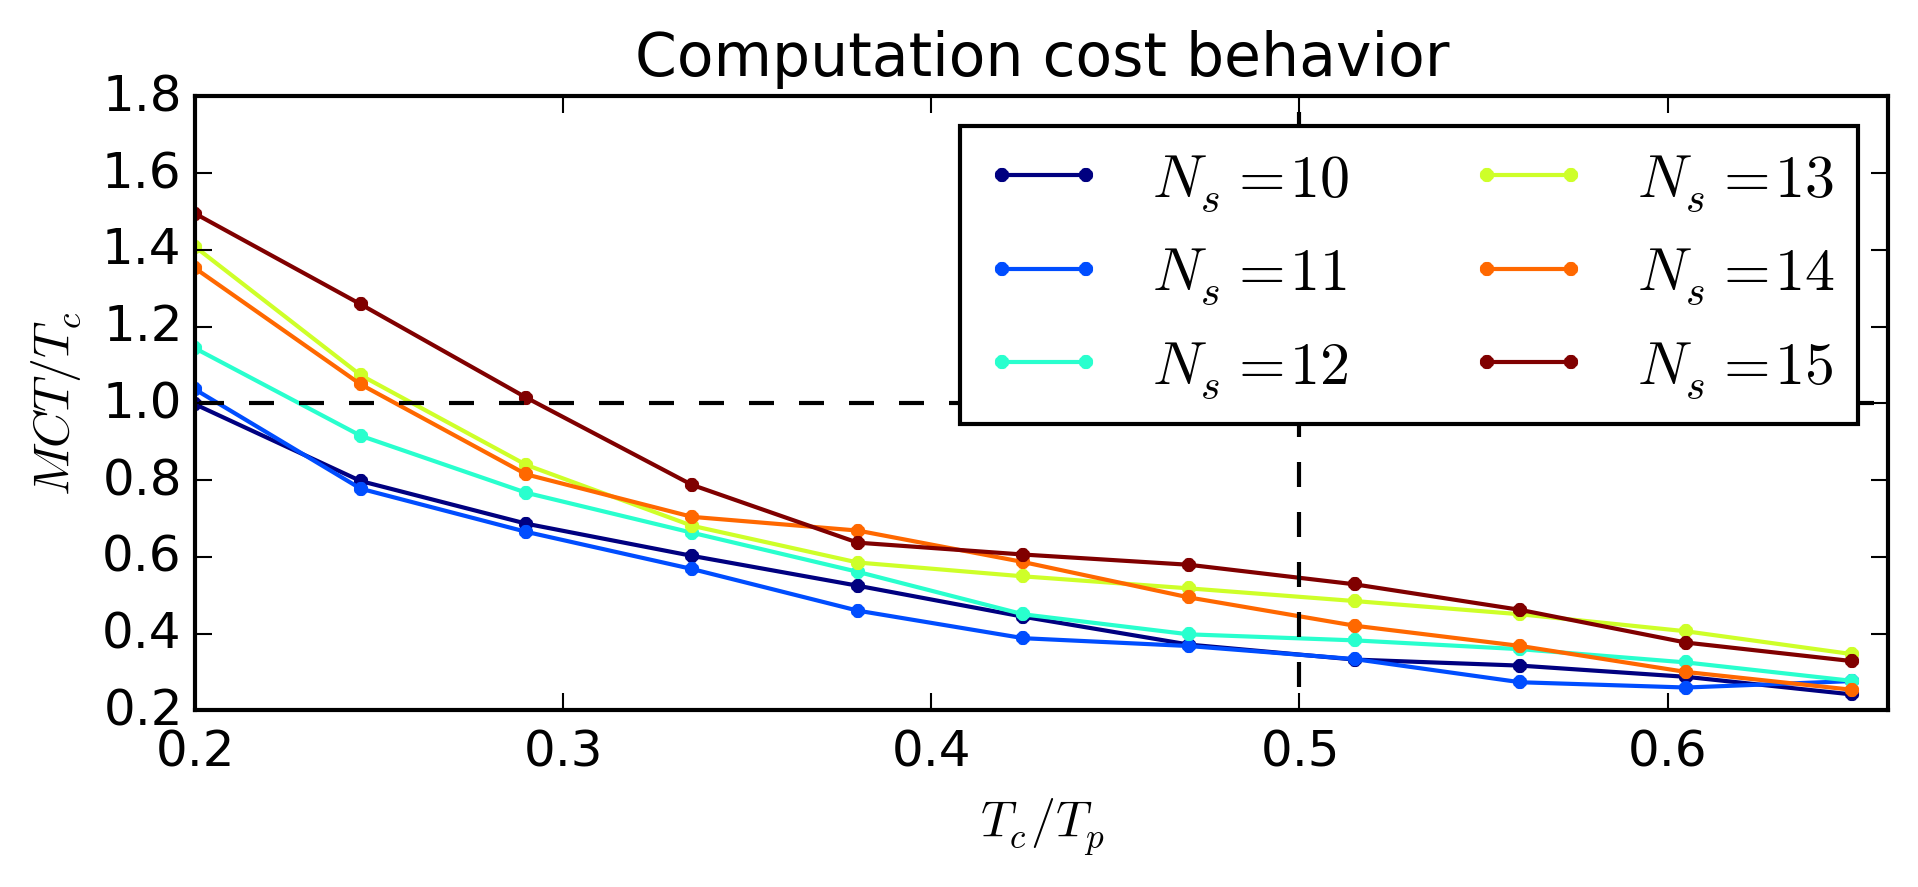 Computation cost behavior
1.8
1.6
1.4
1.2
1.0
0.8
0.6
0.4
0.2
MCT/T_c
N_s = 10
N_s = 11
N_s = 12
N_s = 13
N_s = 14
N_s = 15
0.2 0.3 0.4 0.5 0.6
T_c/T_p